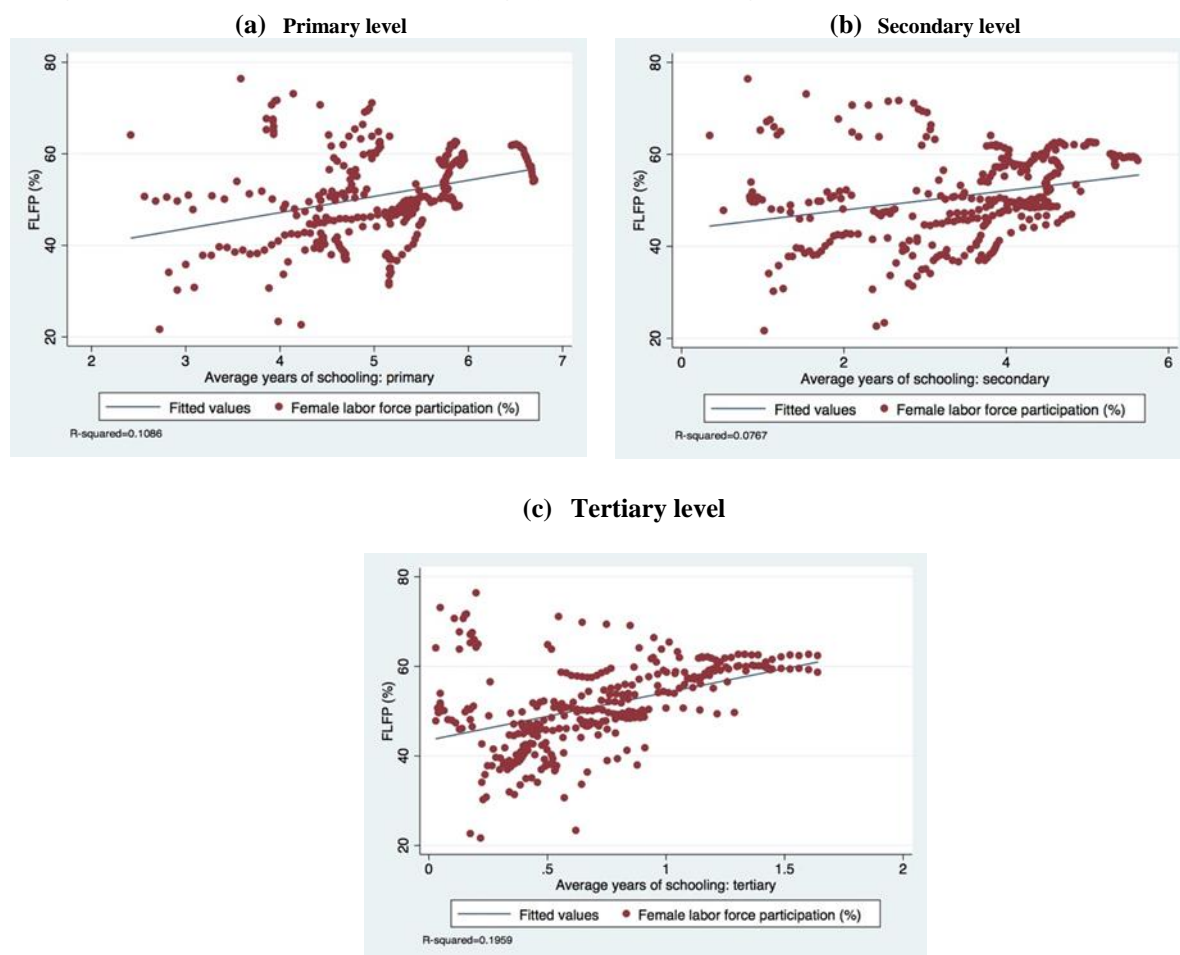 (a) Primary level
FLFP (%)
80
60
40
20
2 3 4 5 6 7
Average years of schooling: primary
Fitted values Female labor force participation (%)
R-squared=0.1086
(b) Secondary level
FLFP (%)
80
60
40
20
0 2 4 6
Average years of schooling: secondary
Fitted values Female labor force participation (%)
R-squared=0.0767
(c) Tertiary level
FLFP (%)
80
60
40
20
0 .5 1 1.5 2
Average years of schooling: tertiary
Fitted values Female labor force participation (%)
R-squared=0.1959